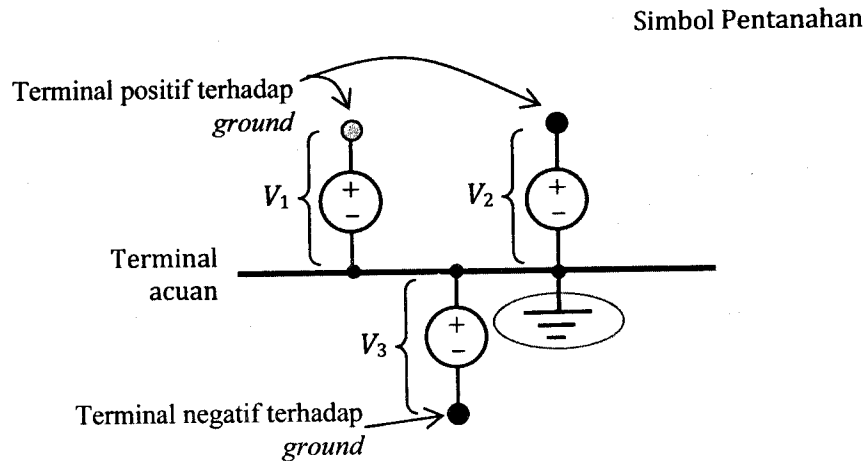 Simbol Pentanahan
Terminal positif terhadap
ground
V₁
+
−
V₂
+
−
Terminal
acuan
V₃
+
−
Terminal negatif terhadap
ground